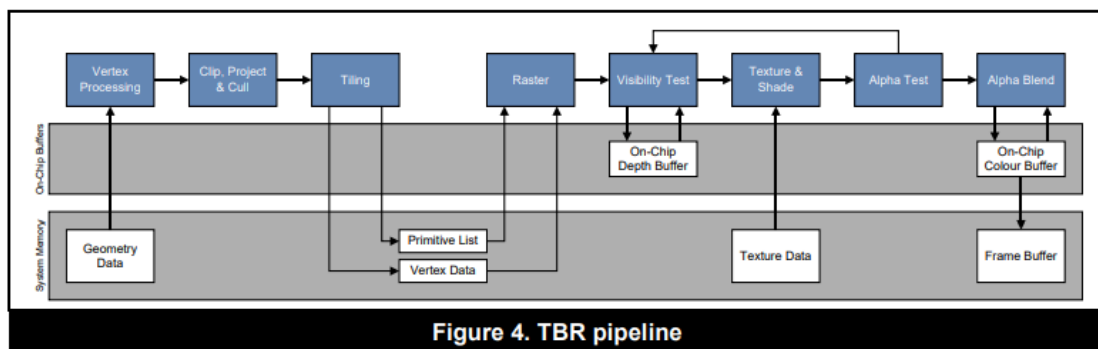 Vertex
Processing
Clip, Project
& Cull
Tiling
Raster
Visibility Test
Texture &
Shade
Alpha Test
Alpha Blend
On-Chip Buffers
On-Chip
Depth Buffer
On-Chip
Colour Buffer
System Memory
Geometry
Data
Primitive List
Vertex Data
Texture Data
Frame Buffer
Figure 4. TBR pipeline